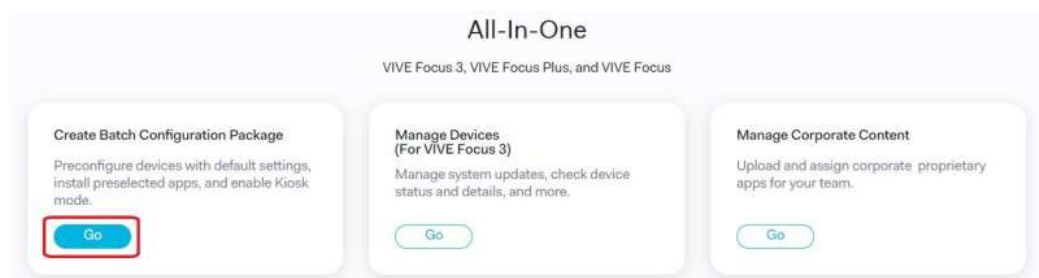 All-In-One
VIVE Focus 3, VIVE Focus Plus, and VIVE Focus
Create Batch Configuration Package
Preconfigure devices with default settings,
install preselected apps, and enable Kiosk
mode.
Go
Manage Devices
(For VIVE Focus 3)
Manage system updates, check device
status and details, and more.
Go
Manage Corporate Content
Upload and assign corporate proprietary
apps for your team.
Go